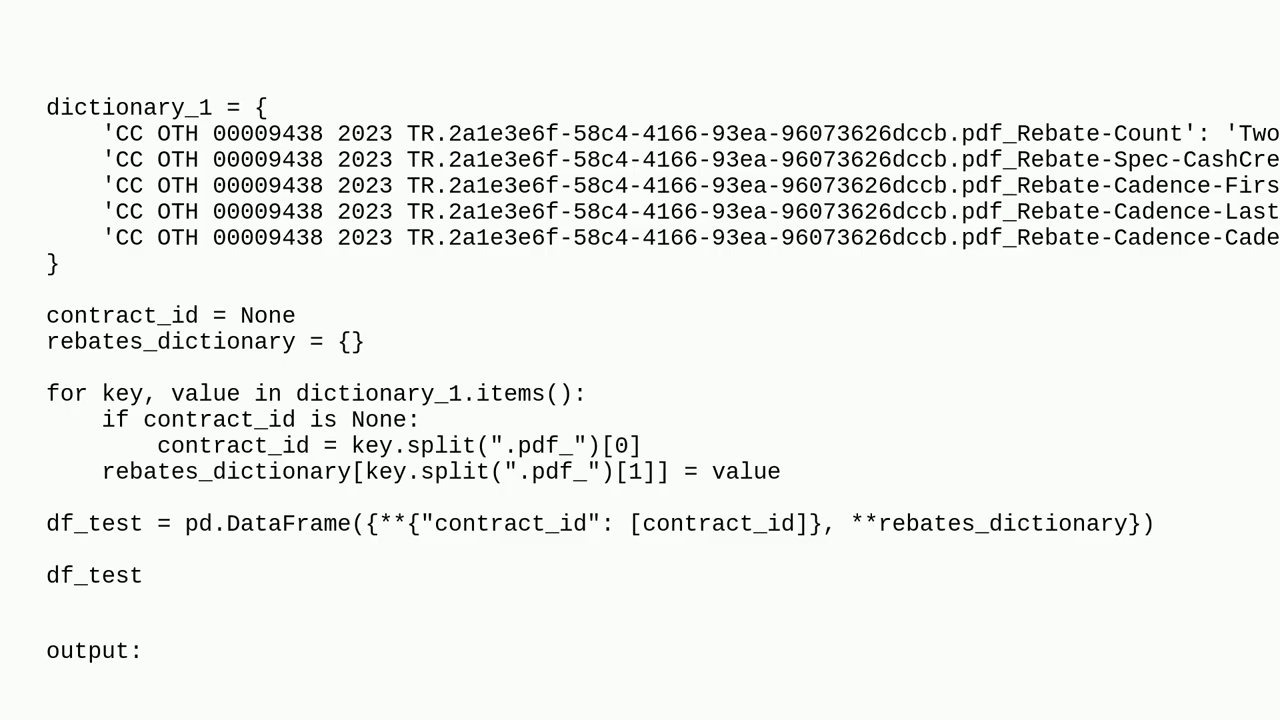 dictionary_1 = {
    'CC OTH 00009438 2023 TR.2a1e3e6f-58c4-4166-93ea-96073626dccb.pdf_Rebate-Count': 'Two
    'CC OTH 00009438 2023 TR.2a1e3e6f-58c4-4166-93ea-96073626dccb.pdf_Rebate-Spec-CashCre
    'CC OTH 00009438 2023 TR.2a1e3e6f-58c4-4166-93ea-96073626dccb.pdf_Rebate-Cadence-Firs
    'CC OTH 00009438 2023 TR.2a1e3e6f-58c4-4166-93ea-96073626dccb.pdf_Rebate-Cadence-Last
    'CC OTH 00009438 2023 TR.2a1e3e6f-58c4-4166-93ea-96073626dccb.pdf_Rebate-Cadence-Cade
}
contract_id = None
rebates_dictionary = {}
for key, value in dictionary_1.items():
    if contract_id is None:
        contract_id = key.split(".pdf_")[0]
    rebates_dictionary[key.split(".pdf_")[1]] = value
df_test = pd.DataFrame({**{"contract_id": [contract_id]}, **rebates_dictionary})
df_test
output: